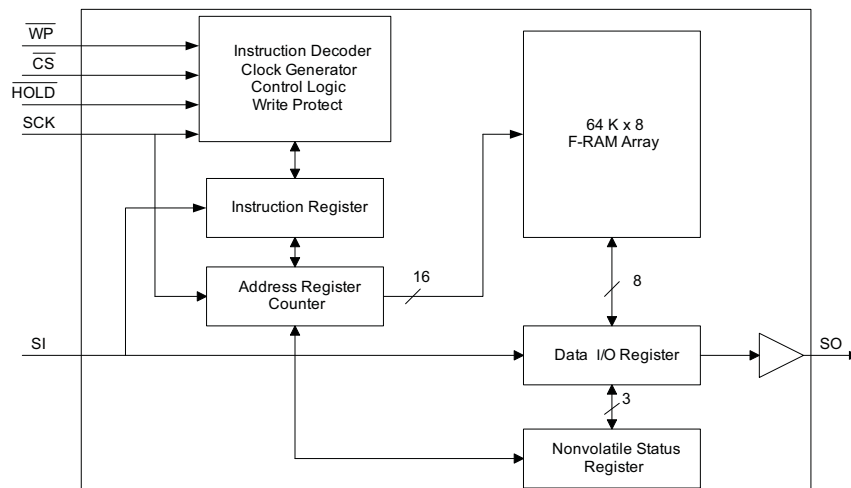 WP
CS
HOLD
SCK
Instruction Decoder
Clock Generator
Control Logic
Write Protect
64 K x 8
F-RAM Array
Instruction Register
Address Register
Counter
16
8
SI
Data I/O Register
SO
3
Nonvolatile Status
Register